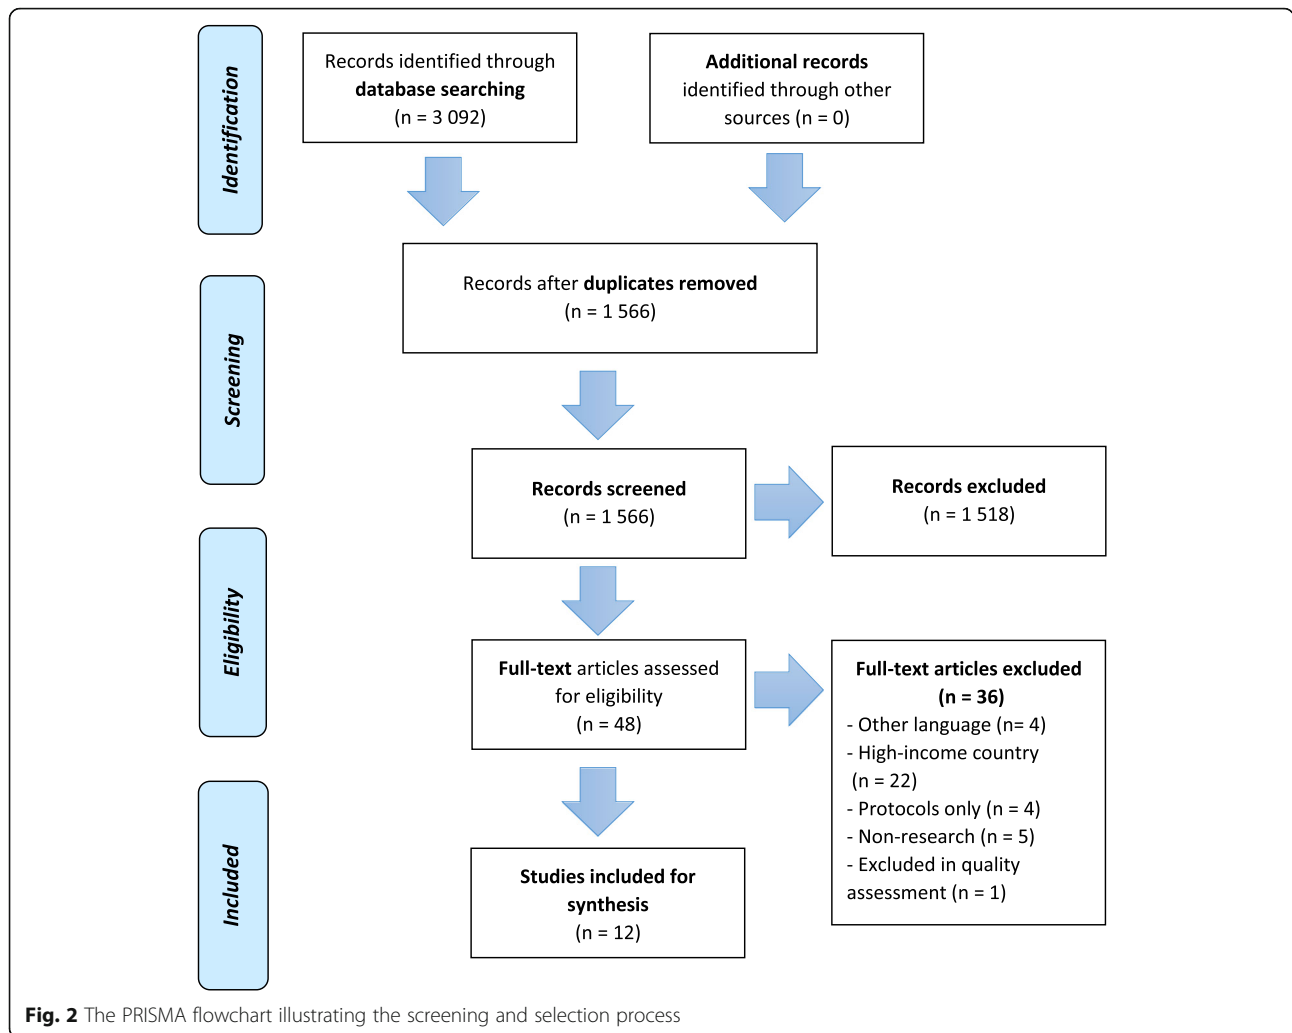 Identification
Records identified through
database searching
(n = 3 092)
Additional records
identified through other
sources (n = 0)
Records after duplicates removed
(n = 1 566)
Screening
Records screened
(n = 1 566)
Records excluded
(n = 1 518)
Eligibility
Full-text articles assessed
for eligibility
(n = 48)
Full-text articles excluded
(n = 36)
- Other language (n= 4)
- High-income country
(n = 22)
- Protocols only (n = 4)
- Non-research (n = 5)
- Excluded in quality
assessment (n = 1)
Included
Studies included for
synthesis
(n = 12)
Fig. 2 The PRISMA flowchart illustrating the screening and selection process